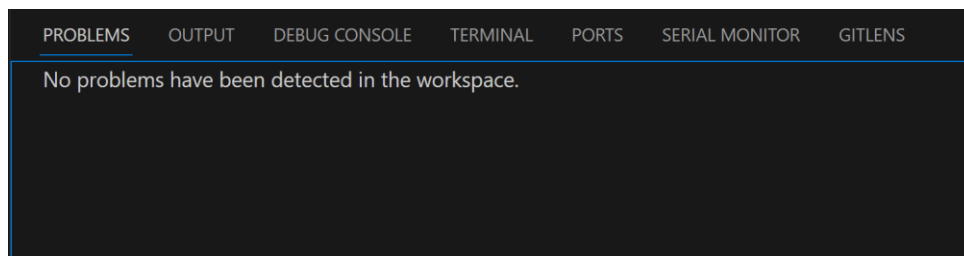 PROBLEMS OUTPUT DEBUG CONSOLE TERMINAL PORTS SERIAL MONITOR GITLENS
No problems have been detected in the workspace.